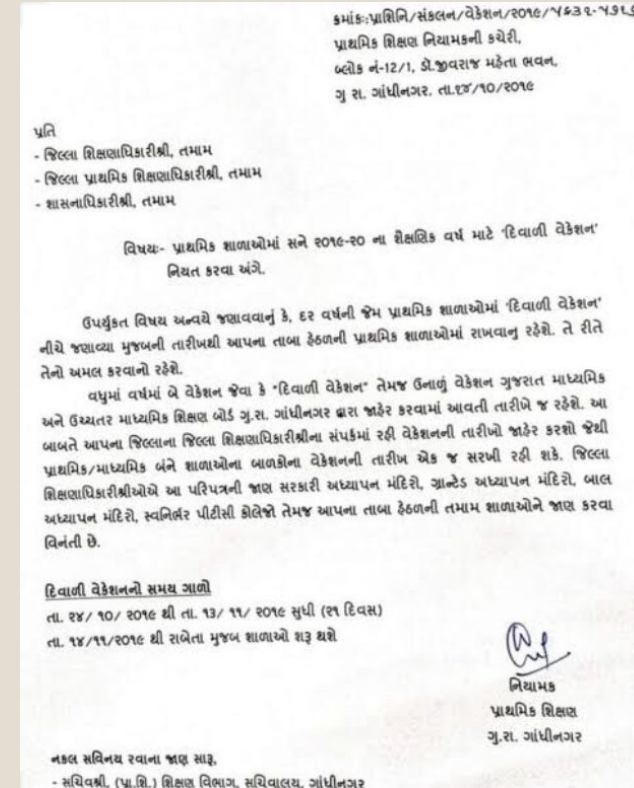 ક્રમાંક:પ્રાશિનિ/સંકલન/વેકેશન/૨૦૧૯/૫૬૩૨-૫૭૨૬
પ્રાથમિક શિક્ષણ નિયામકની કચેરી,
બ્લોક નં-12/1, ડૉ.જીવરાજ મહેતા ભવન,
ગુ રા. ગાંધીનગર. તા.૧૪/૧૦/૨૦૧૯
પ્રતિ
- જિલ્લા શિક્ષણાધિકારીશ્રી, તમામ
- જિલ્લા પ્રાથમિક શિક્ષણાધિકારીશ્રી, તમામ
- શાસનાધિકારીશ્રી, તમામ
વિષયઃ- પ્રાથમિક શાળાઓમાં સને ૨૦૧૯-૨૦ ના શૈક્ષણિક વર્ષ માટે 'દિવાળી વેકેશન'
નિયત કરવા અંગે.
ઉપર્યુકત વિષય અન્વયે જણાવવાનું કે, દર વર્ષની જેમ પ્રાથમિક શાળાઓમાં 'દિવાળી વેકેશન'
નીચે જણાવ્યા મુજબની તારીખથી આપના તાબા હેઠળની પ્રાથમિક શાળાઓમાં રાખવાનુ રહેશે. તે રીતે
તેનો અમલ કરવાનો રહેશે.
વધુમાં વર્ષમાં બે વેકેશન જેવા કે "દિવાળી વેકેશન" તેમજ ઉનાળું વેકેશન ગુજરાત માધ્યમિક
અને ઉચ્ચતર માધ્યમિક શિક્ષણ બોર્ડ ગુ.રા. ગાંધીનગર દ્વારા જાહેર કરવામાં આવતી તારીખે જ રહેશે. આ
બાબતે આપના જિલ્લાના જિલ્લા શિક્ષણાધિકારીશ્રીના સંપર્કમાં રહી વેકેશનની તારીખો જાહેર કરશો જેથી
પ્રાથમિક/માધ્યમિક બંને શાળાઓના બાળકોના વેકેશનની તારીખ એક જ સરખી રહી શકે. જિલ્લા
શિક્ષણાધિકારીશ્રીઓએ આ પરિપત્રની જાણ સરકારી અધ્યાપન મંદિરો, ગ્રાન્ટેડ અધ્યાપન મંદિરો, બાલ
અધ્યાપન મંદિરો, સ્વનિર્ભર પીટીસી કોલેજો તેમજ આપના તાબા હેઠળની તમામ શાળાઓને જાણ કરવા
વિનંતી છે.
દિવાળી વેકેશનનો સમય ગાળો
તા. ૨૪/ ૧૦/ ૨૦૧૯ થી તા. ૧૩/ ૧૧/ ૨૦૧૯ સુધી (૨૧ દિવસ)
તા. ૧૪/૧૧/૨૦૧૯ થી રાબેતા મુજબ શાળાઓ શરૂ થશે
નિયામક
પ્રાથમિક શિક્ષણ
ગુ.રા. ગાંધીનગર
નકલ સવિનય રવાના જાણ સારૂ,
- સચિવશ્રી, (પ્રા.શિ.) શિક્ષણ વિભાગ, સચિવાલય, ગાંધીનગર